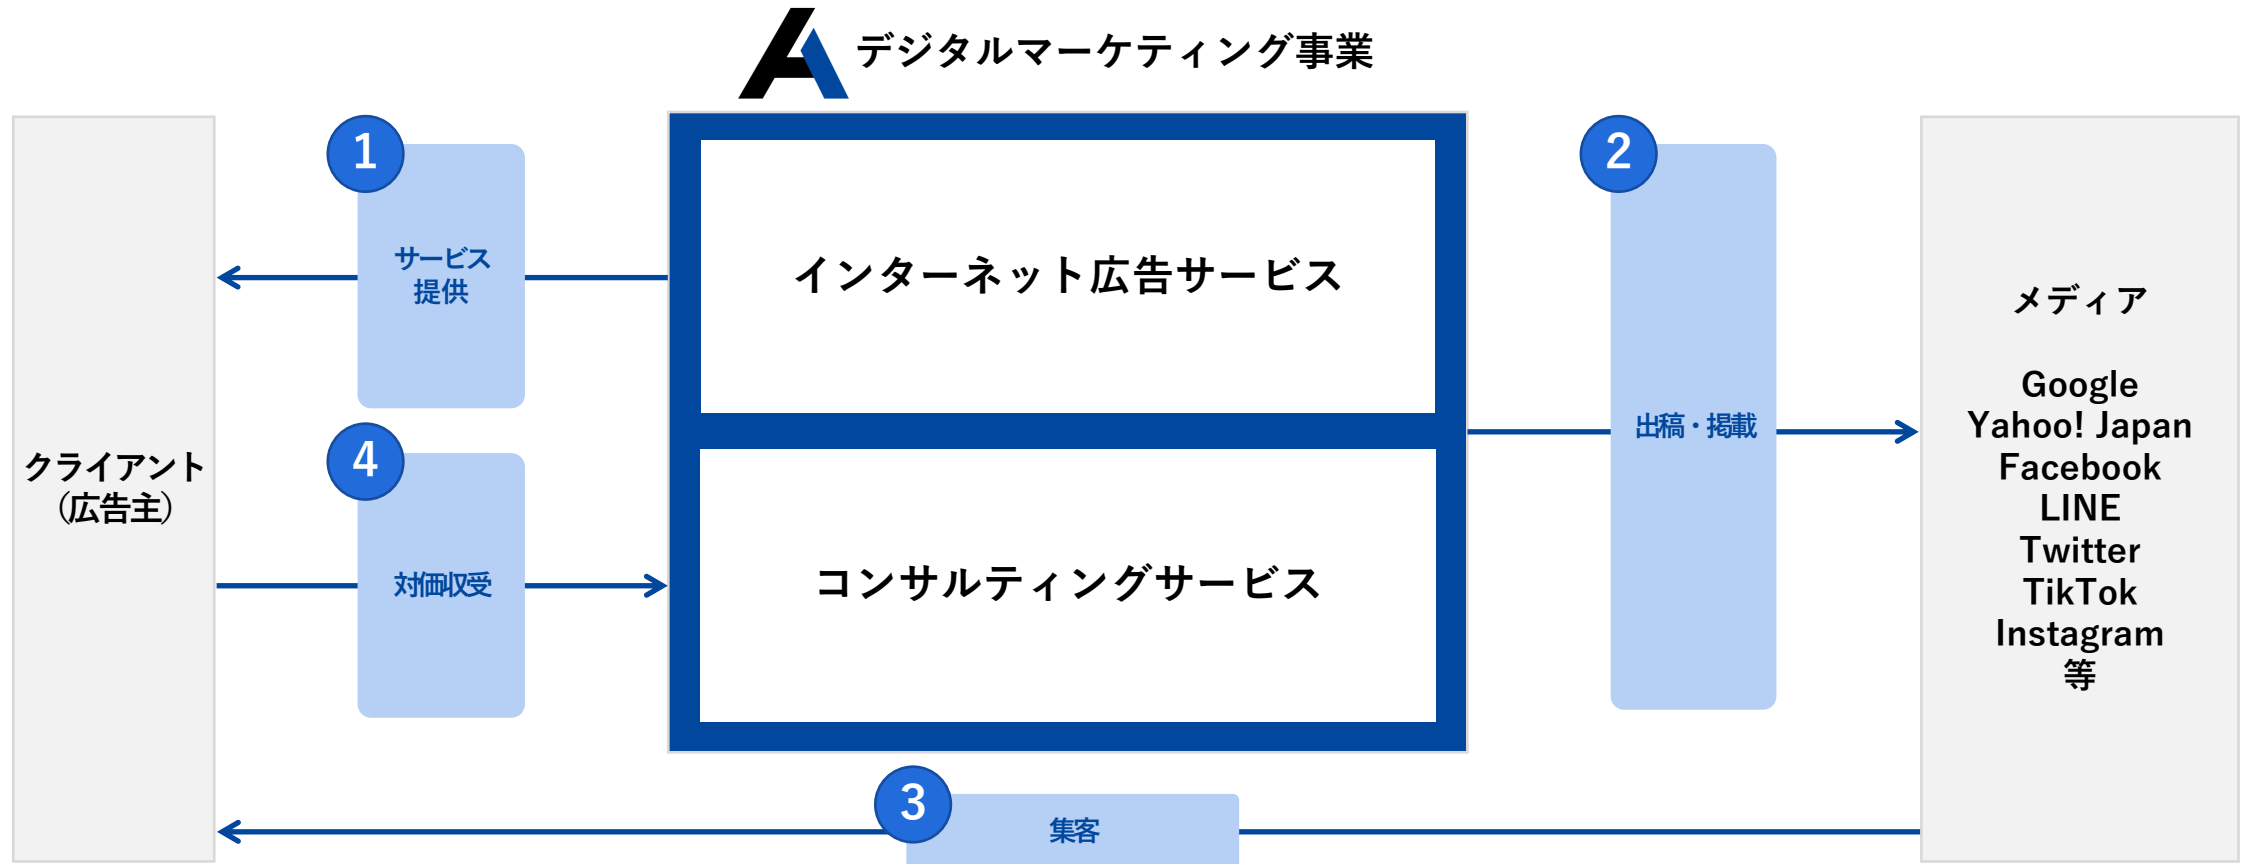 デジタルマーケティング事業
1
サービス
提供
インターネット広告サービス
2
出稿・掲載
メディア
Google
Yahoo! Japan
Facebook
LINE
Twitter
TikTok
Instagram
等
クライアント
（広告主）
4
対価収受
コンサルティングサービス
3
集客